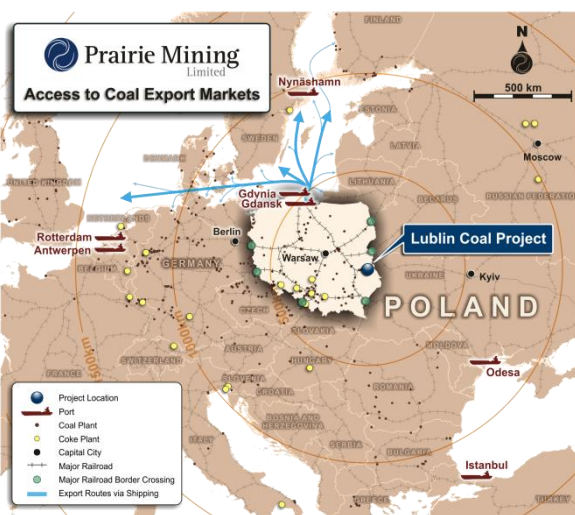 Prairie Mining
Limited
Access to Coal Export Markets
FINLAND
N
500 km
Nynäshamn
ESTONIA
SWEDEN
LATVIA
Moscow
DENMARK
LITHUANIA
RUSSIAN FEDERATION
UNITED KINGDOM
BELARUS
Gdynia
Gdansk
NETHERLANDS
Rotterdam
Antwerpen
Berlin
Lublin Coal Project
Warsaw
BELGIUM
GERMANY
UKRAINE
Kyiv
POLAND
CZECH
SLOVAKIA
1000km
MOLDOVA
AUSTRIA
FRANCE
SWITZERLAND
HUNGARY
Odesa
SLOVENIA
CROATIA
ROMANIA
BOSNIA AND
HERZEGOVINA
ITALY
SERBIA
BULGARIA
Istanbul
GREECE
TURKEY
Project Location
Port
Coal Plant
Coke Plant
Capital City
Major Railroad
Major Railroad Border Crossing
Export Routes via Shipping